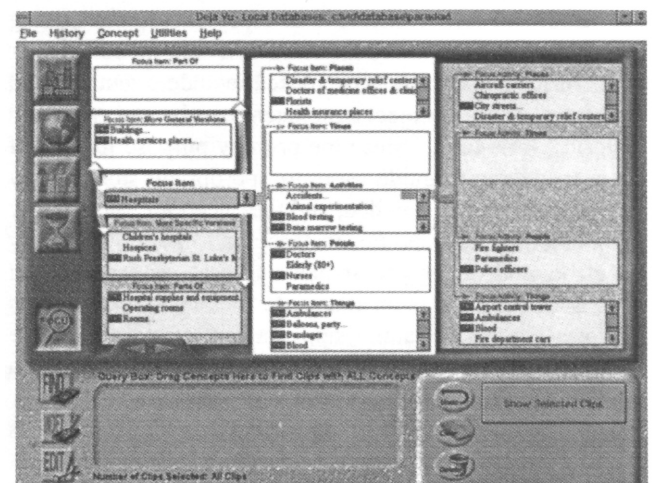 Deja Vu - Local Databases: c:\vid\database\paradad
File History Concept Utilities Help
Focus Item: Part Of
Focus Item: More General Versions
Buildings...
Health services places...
Focus Item
Hospitals
Focus Item: More Specific Versions
Children's hospitals
Hospices
Rush Presbyterian St. Luke's M
Focus Item: Parts Of
Hospital supplies and equipment
Operating rooms
Rooms...
Focus Item: Places
Disaster & temporary relief centers
Doctors of medicine offices & clinic
Florists
Health insurance places
Focus Item: Times
Focus Item: Activities
Accidents...
Animal experimentation
Blood testing
Bone marrow testing
Focus Item: People
Doctors
Elderly (80+)
Nurses
Paramedics
Focus Item: Things
Ambulances
Balloons, party...
Bandages
Blood
Focus Activity: Places
Aircraft carriers
Chiropractic offices
City streets...
Disaster & temporary relief centers
Focus Activity: Times
Focus Activity: People
Fire fighters
Paramedics
Police officers
Focus Activity: Things
Airport control tower
Ambulances
Blood
Fire department cars
FOCUS
FIND
EDIT
Query Box: Drag Concepts Here to Find Clips with ALL Concepts
Number of Clips Selected: All Clips
Show Selected Clips